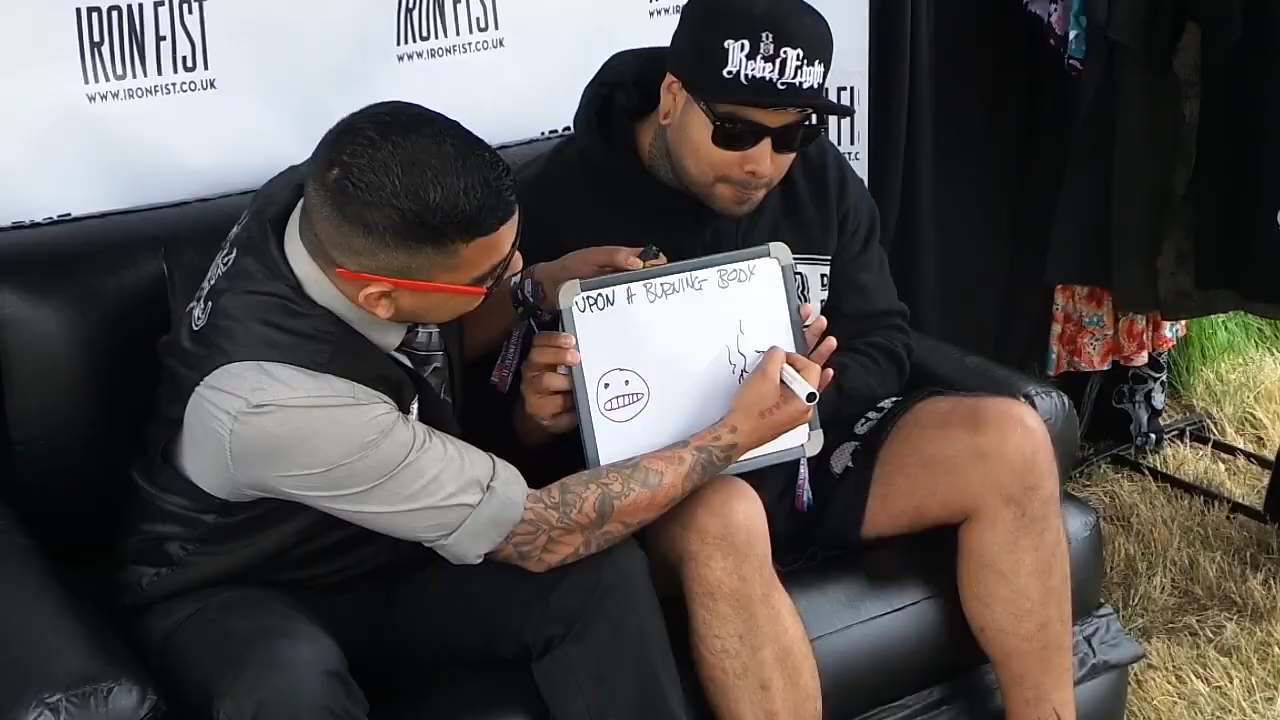 IRON FIST
WWW.IRONFIST.CO.UK
IRON FIST
WWW.IRONFIST.CO.UK
Rebel Eight
UPON A BURNING BODY